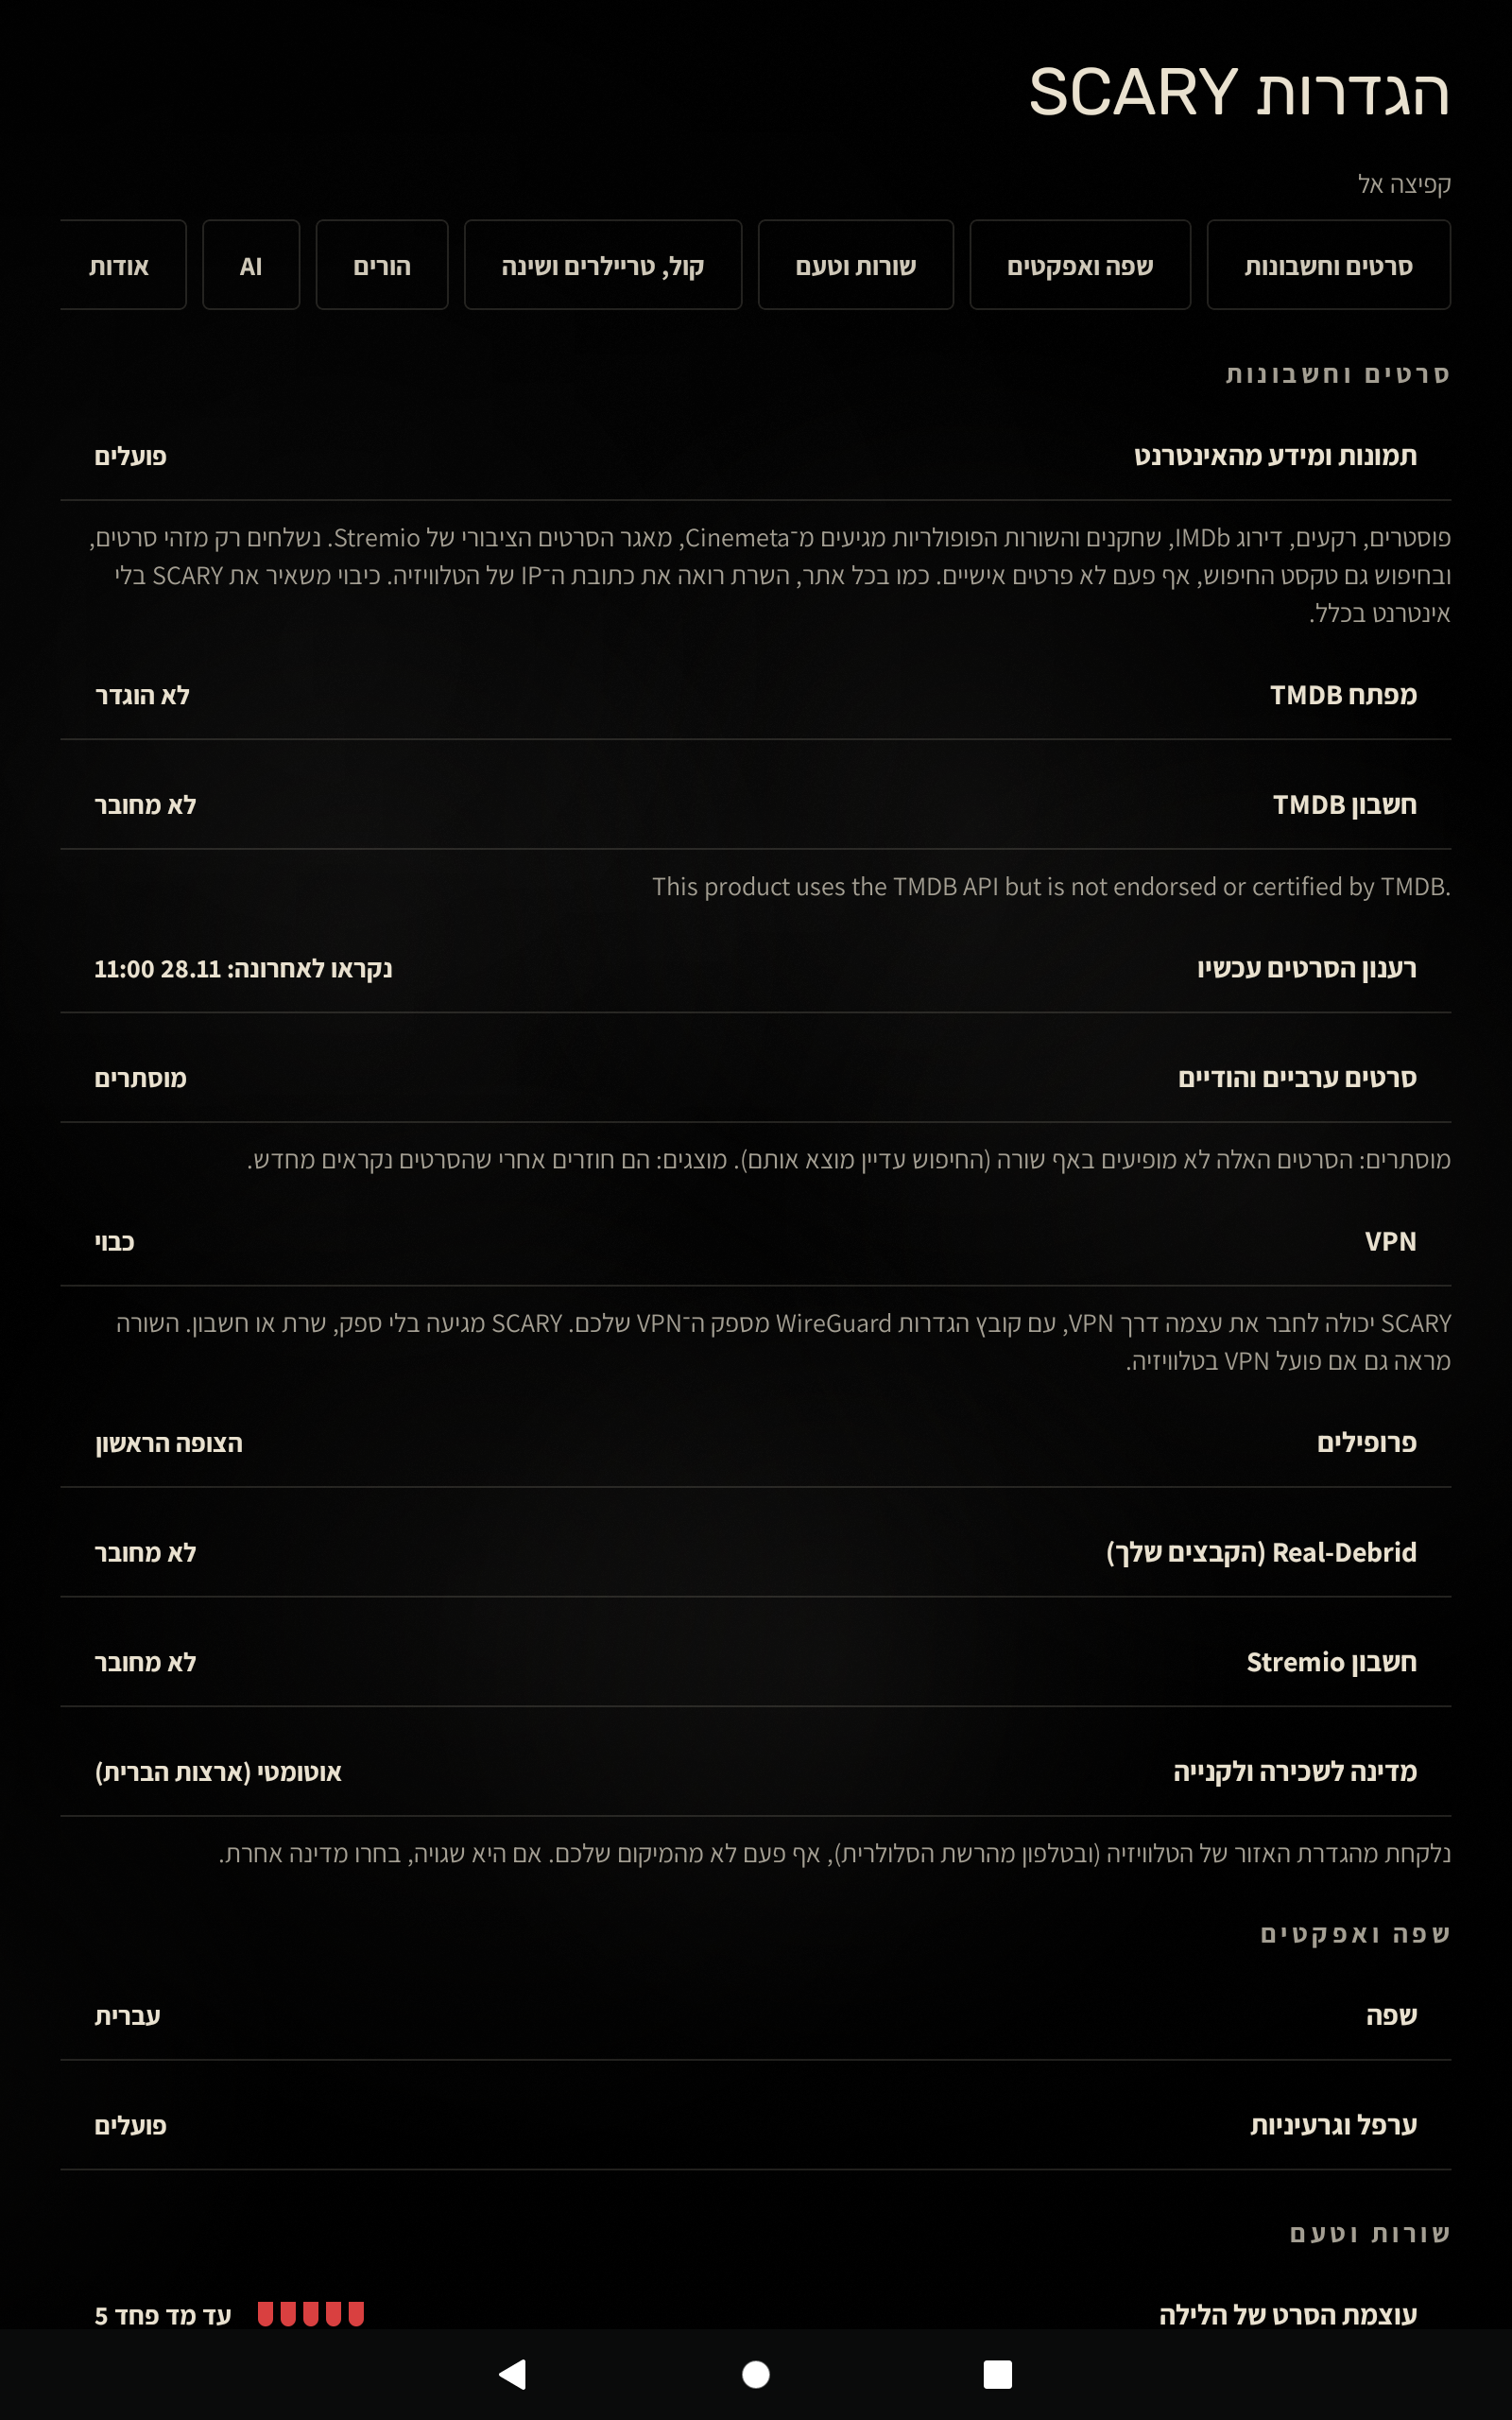 הגדרות SCARY
קפיצה אל
סרטים וחשבונות
שפה ואפקטים
שורות וטעם
קול, טריילרים ושינה
הורים
AI
אודות
סרטים וחשבונות
תמונות ומידע מהאינטרנט
פועלים
פוסטרים, רקעים, דירוג IMDb, שחקנים והשורות הפופולריות מגיעים מ־Cinemeta, מאגר הסרטים הציבורי של Stremio. נשלחים רק מזהי סרטים,
ובחיפוש גם טקסט החיפוש, אף פעם לא פרטים אישיים. כמו בכל אתר, השרת רואה את כתובת ה־IP של הטלוויזיה. כיבוי משאיר את SCARY בלי
אינטרנט בכלל.
מפתח TMDB
לא הוגדר
חשבון TMDB
לא מחובר
This product uses the TMDB API but is not endorsed or certified by TMDB.
רענון הסרטים עכשיו
נקראו לאחרונה: 28.11 11:00
סרטים ערביים והודיים
מוסתרים
מוסתרים: הסרטים האלה לא מופיעים באף שורה (החיפוש עדיין מוצא אותם). מוצגים: הם חוזרים אחרי שהסרטים נקראים מחדש.
VPN
כבוי
SCARY יכולה לחבר את עצמה דרך VPN, עם קובץ הגדרות WireGuard מספק ה־VPN שלכם. SCARY מגיעה בלי ספק, שרת או חשבון. השורה
מראה גם אם פועל VPN בטלוויזיה.
פרופילים
הצופה הראשון
Real-Debrid (הקבצים שלך)
לא מחובר
חשבון Stremio
לא מחובר
מדינה לשכירה ולקנייה
אוטומטי (ארצות הברית)
נלקחת מהגדרת האזור של הטלוויזיה (ובטלפון מהרשת הסלולרית), אף פעם לא מהמיקום שלכם. אם היא שגויה, בחרו מדינה אחרת.
שפה ואפקטים
שפה
עברית
ערפל וגרעיניות
פועלים
שורות וטעם
עוצמת הסרט של הלילה
עד מד פחד 5